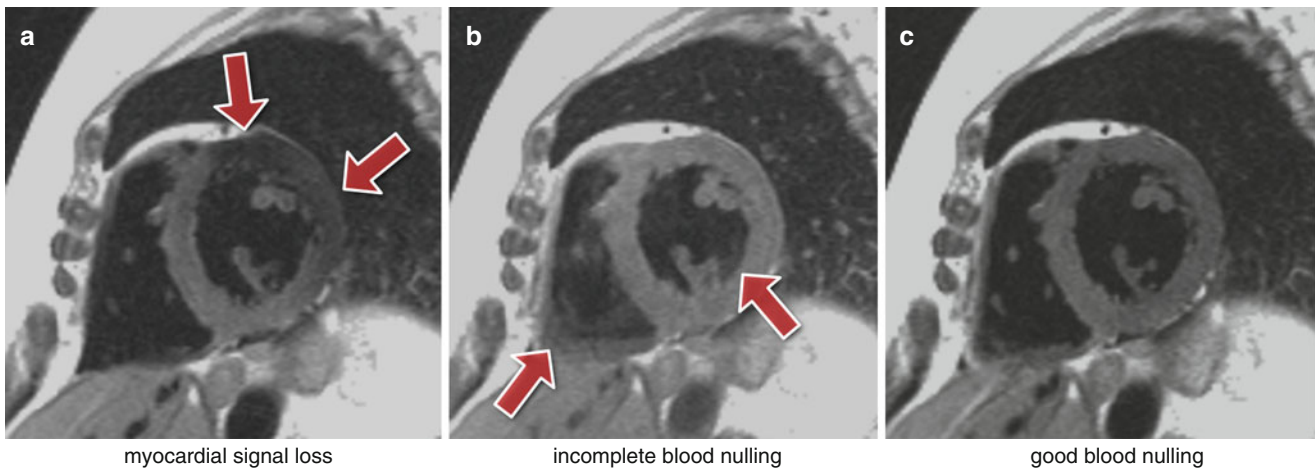 a
b
c
myocardial signal loss
incomplete blood nulling
good blood nulling